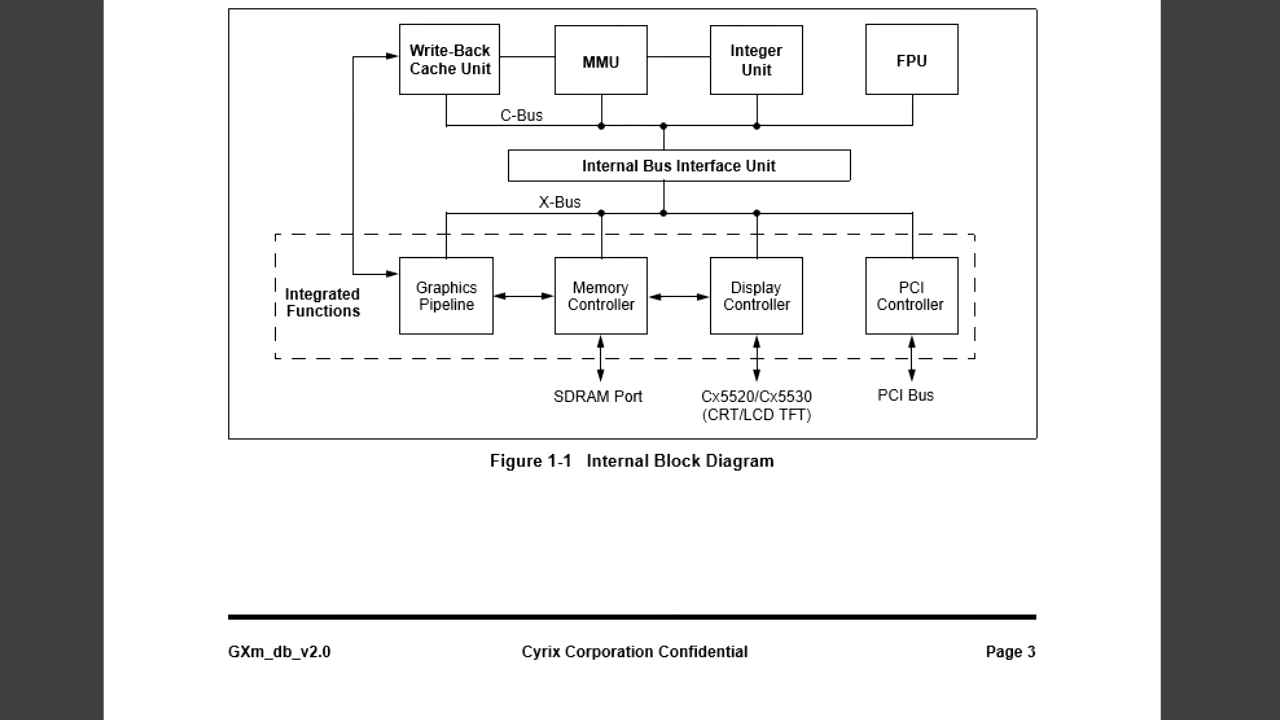 Write-Back
Cache Unit
MMU
Integer
Unit
FPU
C-Bus
Internal Bus Interface Unit
X-Bus
Integrated
Functions
Graphics
Pipeline
Memory
Controller
Display
Controller
PCI
Controller
SDRAM Port
Cx5520/Cx5530
(CRT/LCD TFT)
PCI Bus
Figure 1-1 Internal Block Diagram
GXm_db_v2.0 Cyrix Corporation Confidential Page 3